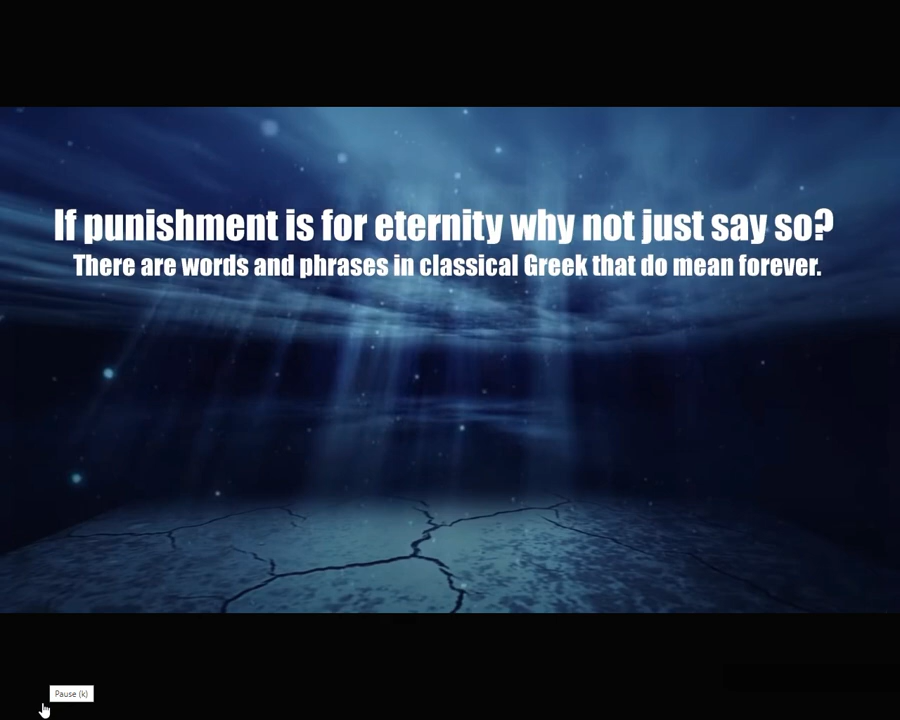 If punishment is for eternity why not just say so?
There are words and phrases in classical Greek that do mean forever.
Pause (k)